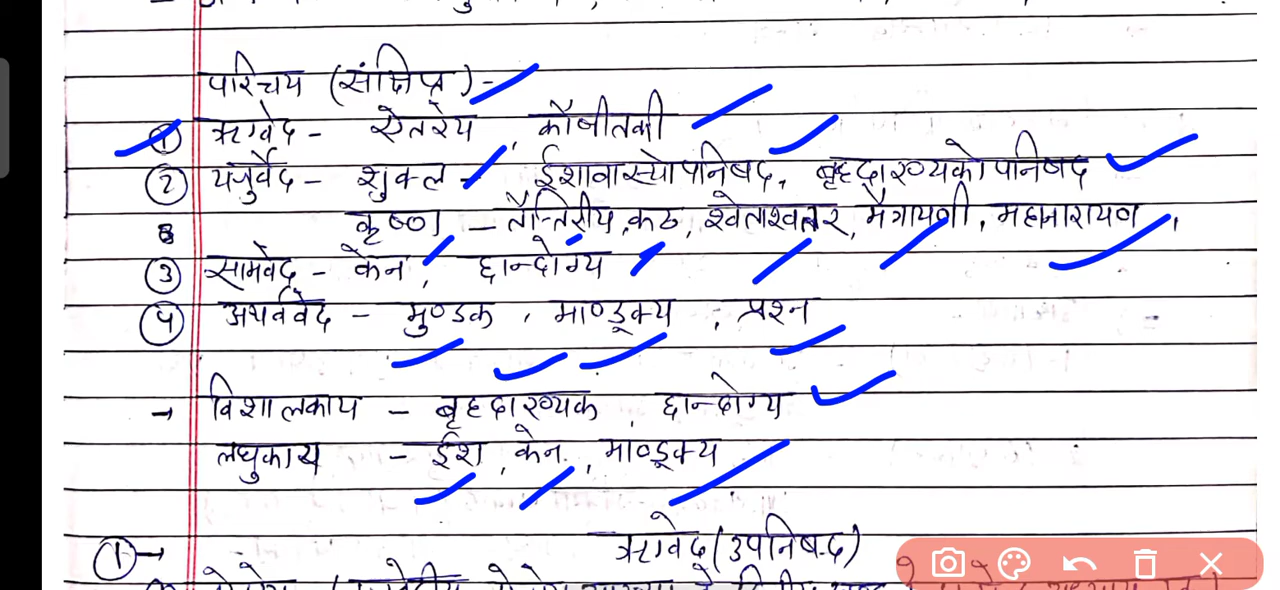 परिचय (संक्षिप्त) -
① ऋग्वेद - ऐतरेय, कौषीतकी
② यजुर्वेद - शुक्ल - ईशावास्योपनिषद, बृहदारण्यकोपनिषद
कृष्ण - तैत्तिरीय, कठ, श्वेताश्वतर, मैत्रायणी, महानारायण,
③ सामवेद - केन, छान्दोग्य
④ अथर्ववेद - मुण्डक, माण्डूक्य, प्रश्न
→ विशालकाय - बृहदारण्यक, छान्दोग्य
लघुकाय - ईश, केन, माण्डूक्य
①→ ऋग्वेद (उपनिषद)